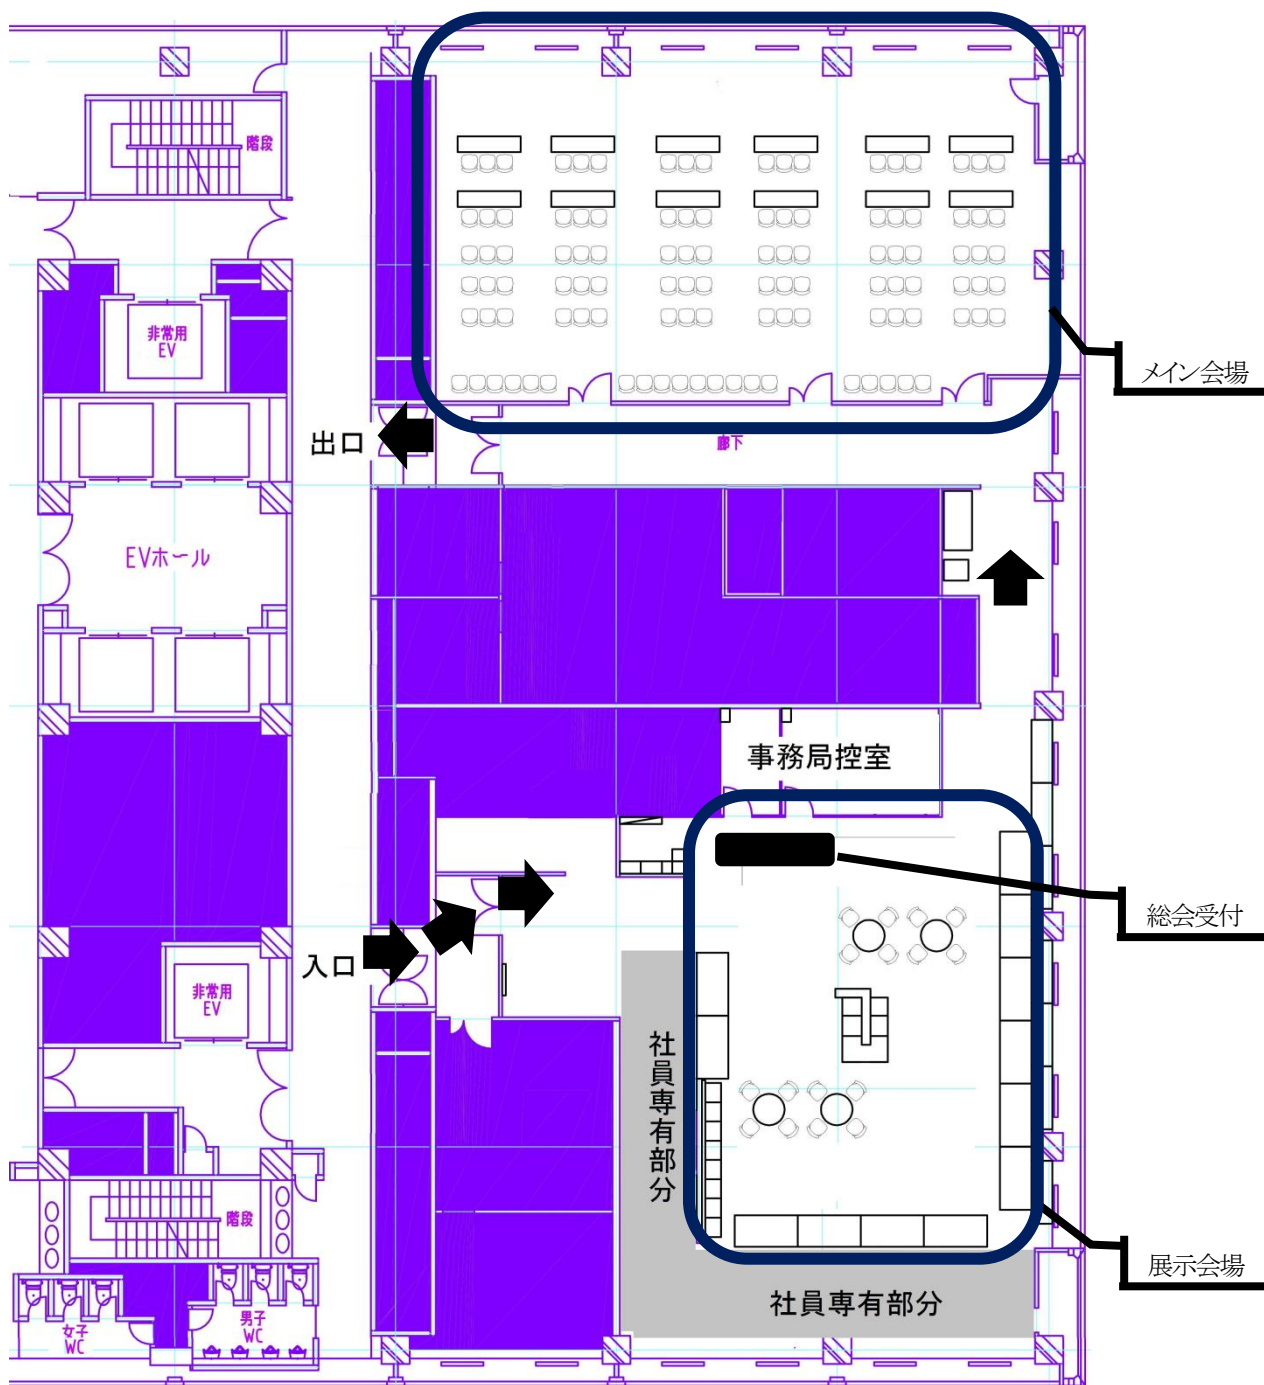 階段
非常用
EV
メイン会場
出口
廊下
EVホール
事務局控室
総会受付
入口
非常用
EV
社員専有部分
階段
展示会場
社員専有部分
男子
WC
女子
WC